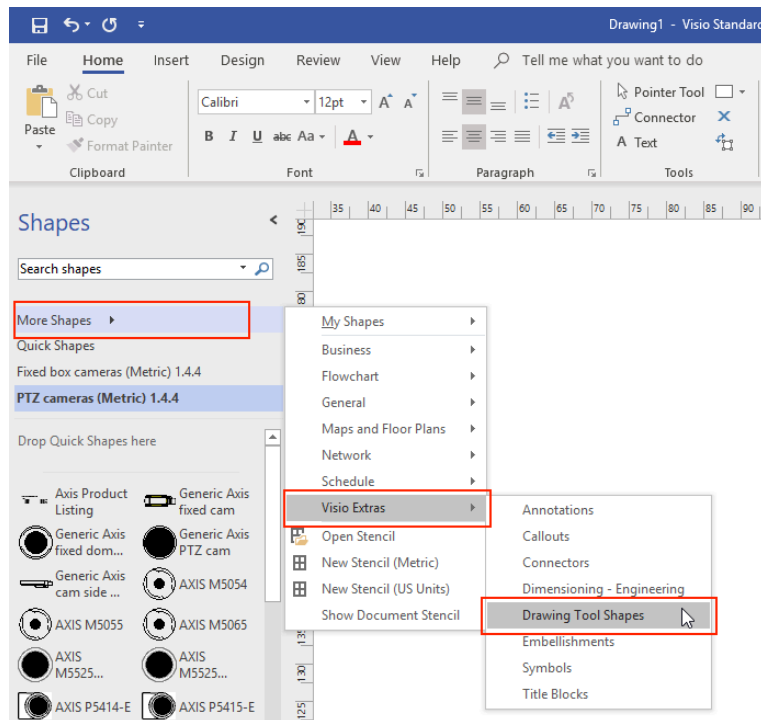 Drawing1 - Visio Standard
File Home Insert Design Review View Help Tell me what you want to do
Cut
Copy
Format Painter
Paste
Clipboard
Calibri 12pt A A
B I U abc Aa A
Font
Paragraph
Pointer Tool
Connector
A Text
Tools
Shapes
Search shapes
More Shapes
Quick Shapes
Fixed box cameras (Metric) 1.4.4
PTZ cameras (Metric) 1.4.4
Drop Quick Shapes here
Axis Product Listing
Generic Axis fixed cam
Generic Axis fixed dom...
Generic Axis PTZ cam
Generic Axis cam side ...
AXIS M5054
AXIS M5055
AXIS M5065
AXIS M5525...
AXIS M5525...
AXIS P5414-E
AXIS P5415-E
35 40 45 50 55 60 65 70 75 80 85 90
190
185
80
135
130
125
My Shapes
Business
Flowchart
General
Maps and Floor Plans
Network
Schedule
Visio Extras
Open Stencil
New Stencil (Metric)
New Stencil (US Units)
Show Document Stencil
Annotations
Callouts
Connectors
Dimensioning - Engineering
Drawing Tool Shapes
Embellishments
Symbols
Title Blocks